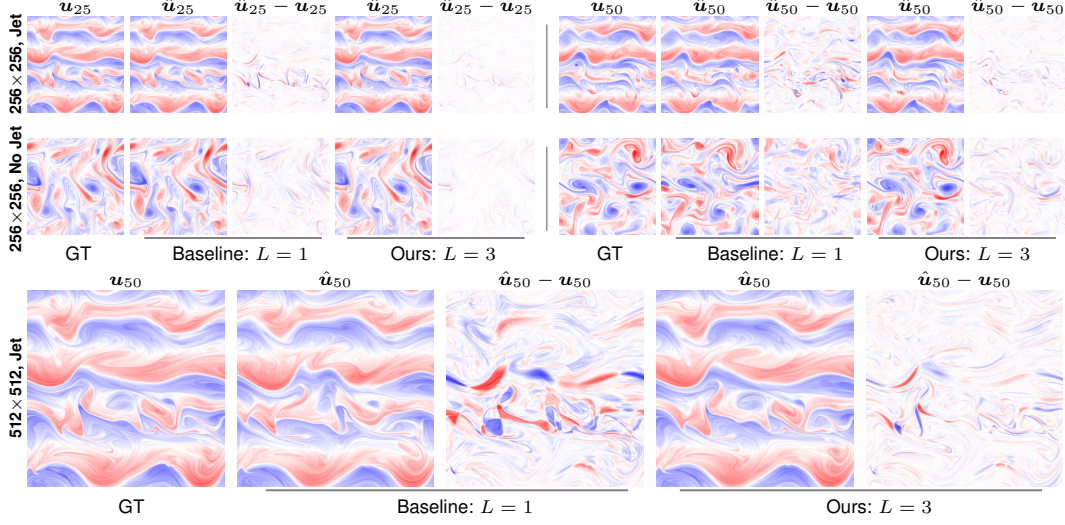 u₂₅ û₂₅ û₂₅ − u₂₅ û₂₅ û₂₅ − u₂₅ u₅₀ û₅₀ û₅₀ − u₅₀ û₅₀ û₅₀ − u₅₀
256×256, Jet
256×256, No Jet
GT Baseline: L = 1 Ours: L = 3 GT Baseline: L = 1 Ours: L = 3
u₅₀ û₅₀ û₅₀ − u₅₀ û₅₀ û₅₀ − u₅₀
512×512, Jet
GT Baseline: L = 1 Ours: L = 3